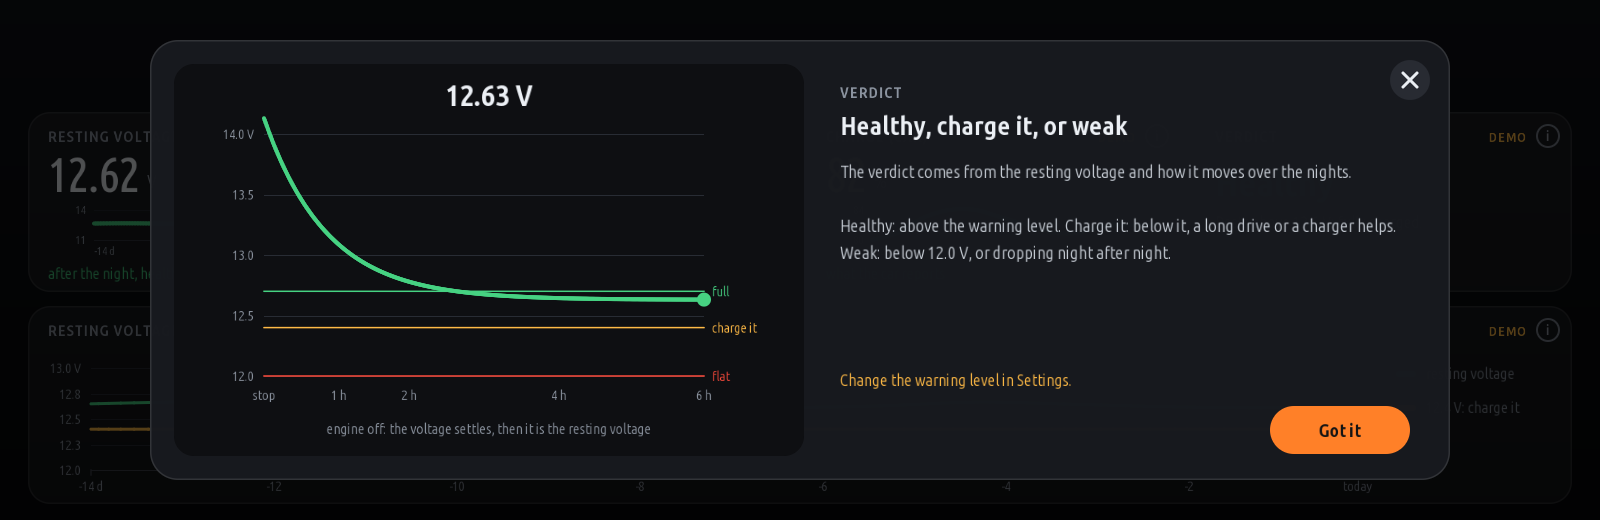 12.63 V
14.0 V
13.5
13.0
12.5
12.0
full
charge it
flat
stop
1 h
2 h
4 h
6 h
engine off: the voltage settles, then it is the resting voltage
VERDICT
Healthy, charge it, or weak
The verdict comes from the resting voltage and how it moves over the nights.
Healthy: above the warning level. Charge it: below it, a long drive or a charger helps.
Weak: below 12.0 V, or dropping night after night.
Change the warning level in Settings.
Got it
RESTING VOLT
12.62
14
11
-14 d
after the night, he
DEMO
i
RESTING VOLT
DEMO
i
13.0 V
12.8
12.5
12.3
12.0
-14 d
-12
-10
-8
-6
-4
-2
today
ing voltage
V: charge it